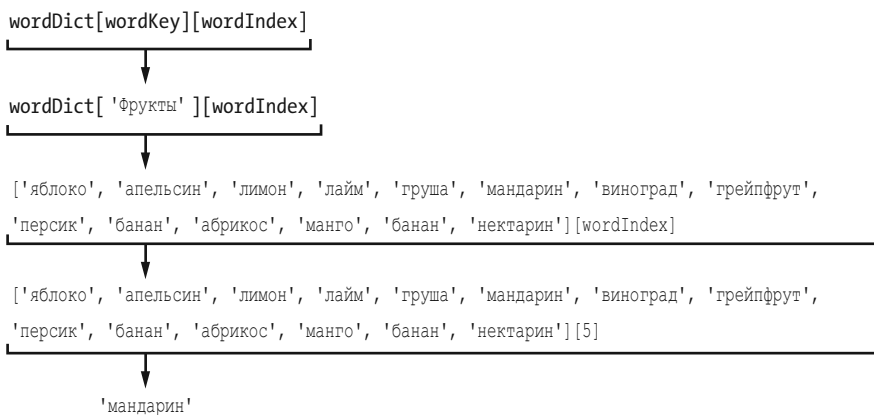 wordDict[wordKey][wordIndex]
wordDict[ 'Фрукты' ][wordIndex]
['яблоко', 'апельсин', 'лимон', 'лайм', 'груша', 'мандарин', 'виноград', 'грейпфрут',
'персик', 'банан', 'абрикос', 'манго', 'банан', 'нектарин'][wordIndex]
['яблоко', 'апельсин', 'лимон', 'лайм', 'груша', 'мандарин', 'виноград', 'грейпфрут',
'персик', 'банан', 'абрикос', 'манго', 'банан', 'нектарин'][5]
'мандарин'